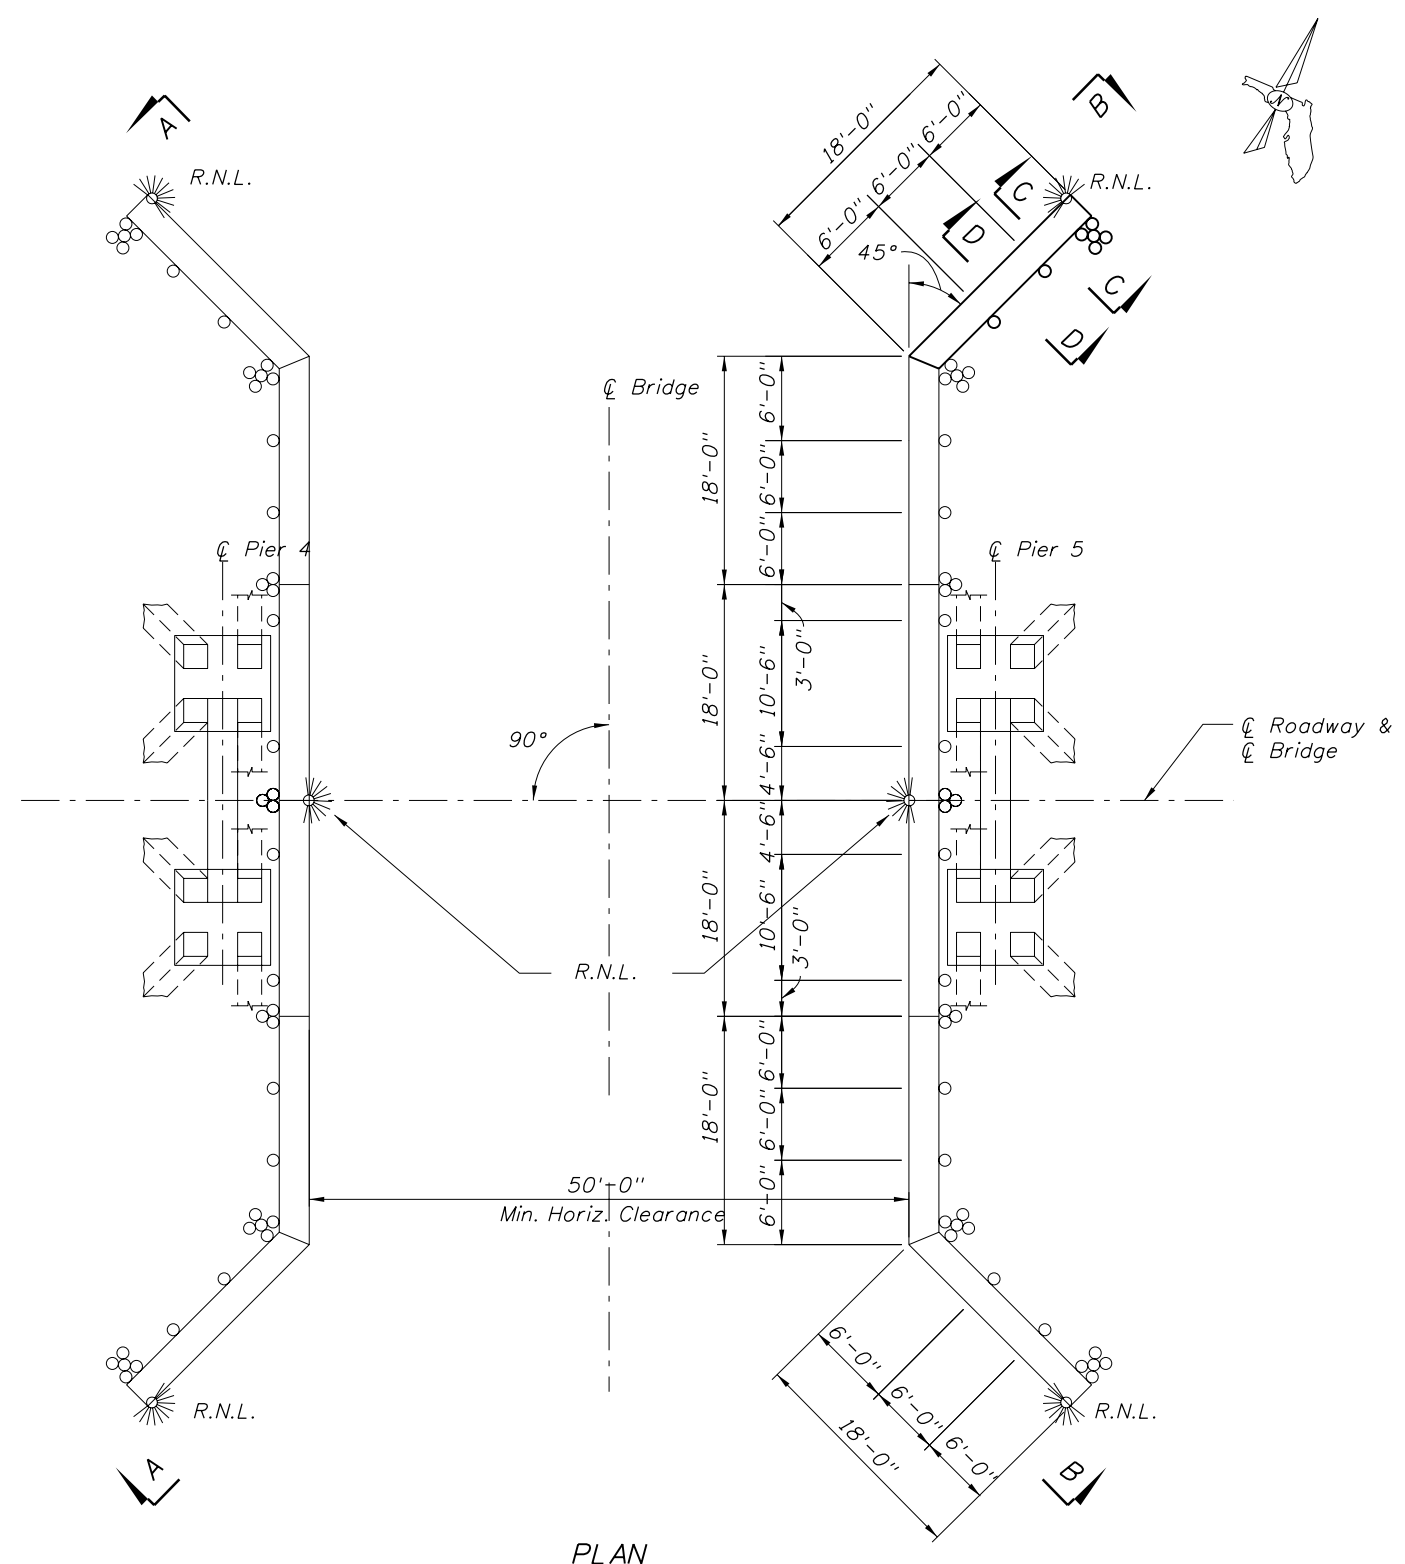 A
B
N
R.N.L.
R.N.L.
18'-0"
6'-0"
6'-0"
6'-0"
C
D
45°
C
D
℄ Bridge
6'-0"
6'-0"
6'-0"
18'-0"
℄ Pier 4
℄ Pier 5
3'-0"
10'-6"
18'-0"
4'-6"
90°
℄ Roadway &
℄ Bridge
4'-6"
10'-6"
18'-0"
3'-0"
R.N.L.
6'-0"
6'-0"
6'-0"
18'-0"
50'-0"
Min. Horiz. Clearance
6'-0"
6'-0"
6'-0"
18'-0"
R.N.L.
R.N.L.
A
B
PLAN